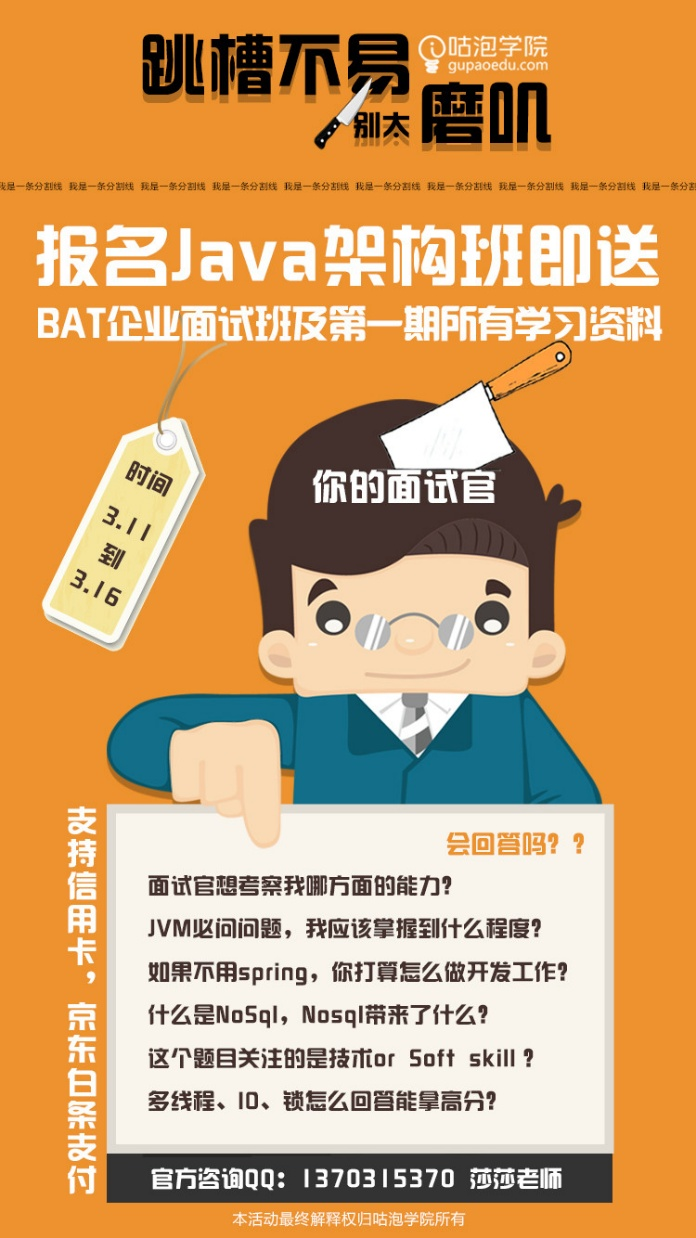 跳槽不易
咕泡学院
gupaoedu.com
别太 磨叽
我是一条分割线 我是一条分割线 我是一条分割线 我是一条分割线 我是一条分割线 我是一条分割线 我是一条分割线 我是一条分割线 我是一条分割线 我是一条分割
报名Java架构班即送
BAT企业面试班及第一期所有学习资料
时间
3.11
到
3.16
你的面试官
支持信用卡，京东白条支付
会回答吗？？
面试官想考察我哪方面的能力？
JVM必问问题，我应该掌握到什么程度？
如果不用spring，你打算怎么做开发工作？
什么是NoSql，Nosql带来了什么？
这个题目关注的是技术or Soft skill？
多线程、IO、锁怎么回答能拿高分？
官方咨询QQ：1370315370 莎莎老师
本活动最终解释权归咕泡学院所有